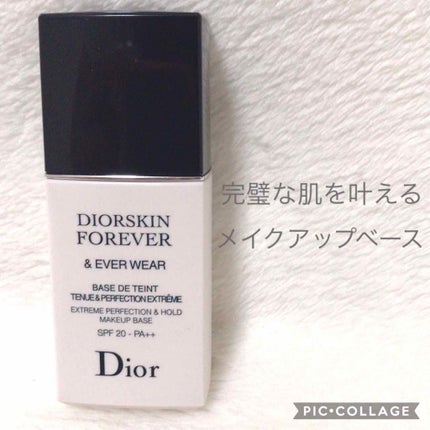 DIORSKIN
FOREVER
& EVER WEAR
BASE DE TEINT
TENUE & PERFECTION EXTRÊME
EXTREME PERFECTION & HOLD
MAKEUP BASE
SPF 20 - PA++
Dior
完璧な肌を叶える
メイクアップベース
PIC•COLLAGE